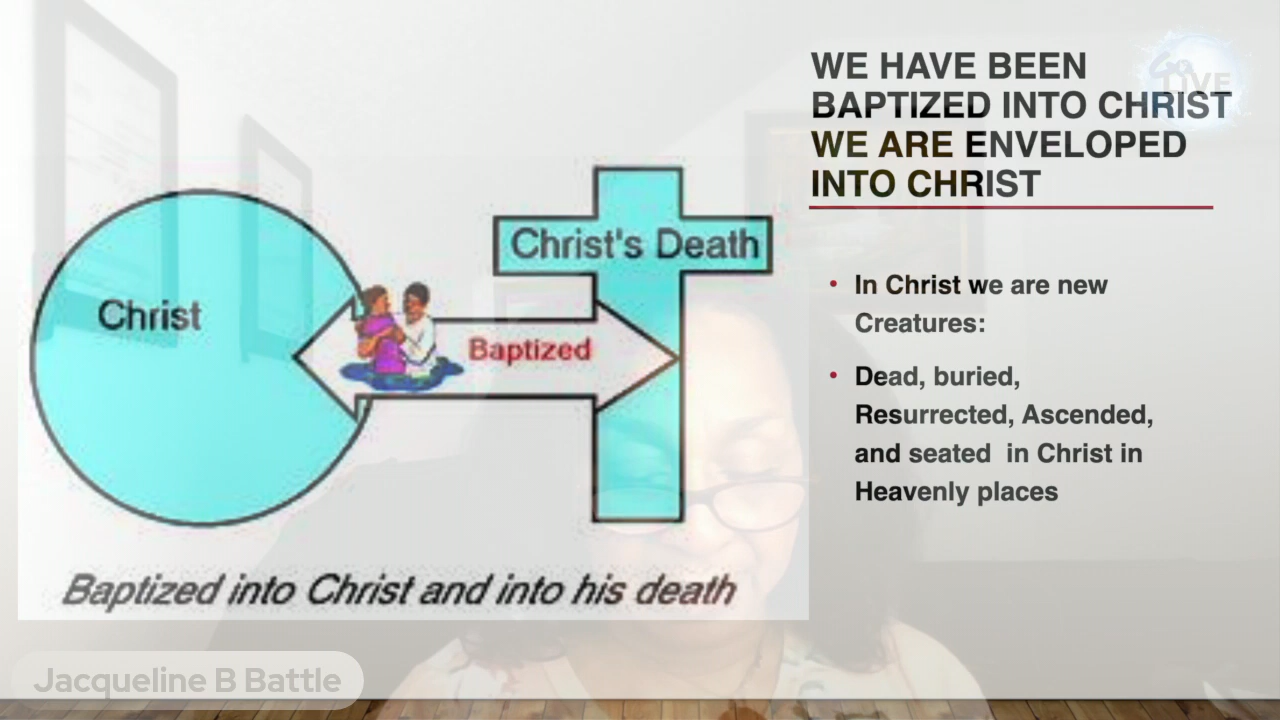 WE HAVE BEEN
BAPTIZED INTO CHRIST
WE ARE ENVELOPED
INTO CHRIST
Go
LIVE
Christ
Christ's Death
Baptized
Baptized into Christ and into his death
• In Christ we are new
Creatures:
• Dead, buried,
Resurrected, Ascended,
and seated in Christ in
Heavenly places
Jacqueline B Battle